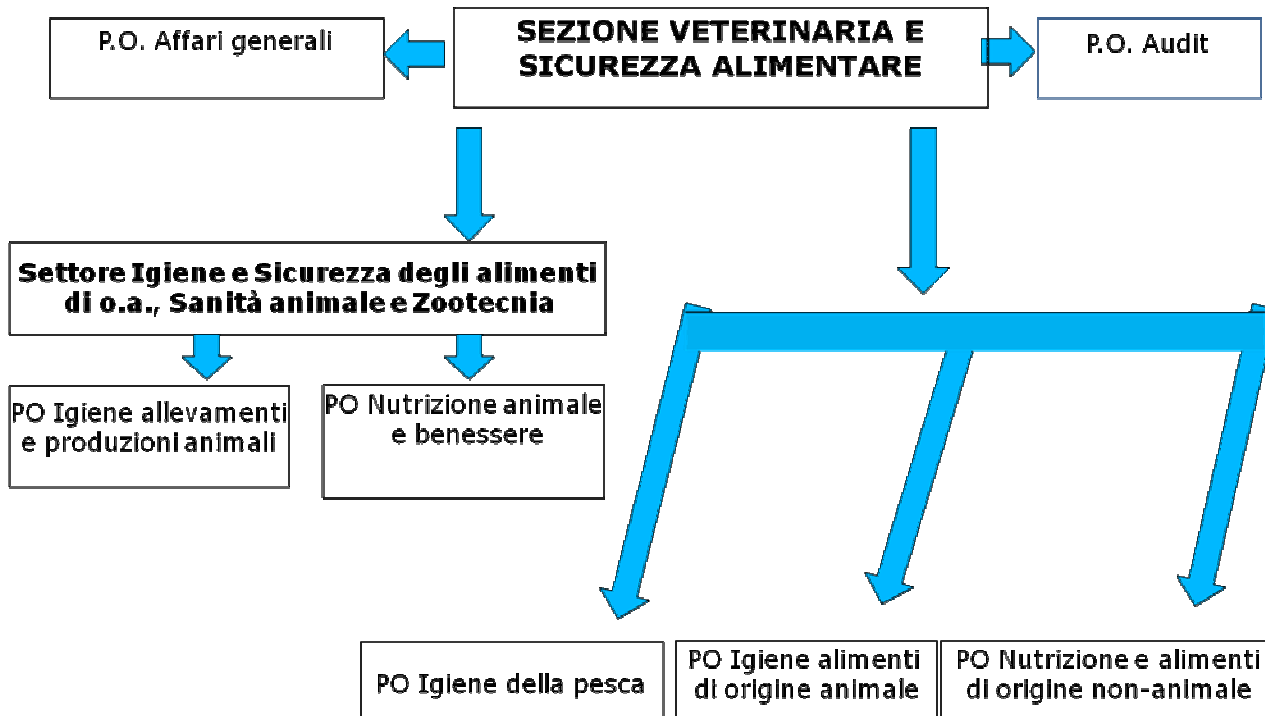 P.O. Affari generali
SEZIONE VETERINARIA E
SICUREZZA ALIMENTARE
P.O. Audit
Settore Igiene e Sicurezza degli alimenti
di o.a., Sanità animale e Zootecnia
PO Igiene allevamenti
e produzioni animali
PO Nutrizione animale
e benessere
PO Igiene della pesca
PO Igiene alimenti
di origine animale
PO Nutrizione e alimenti
di origine non-animale